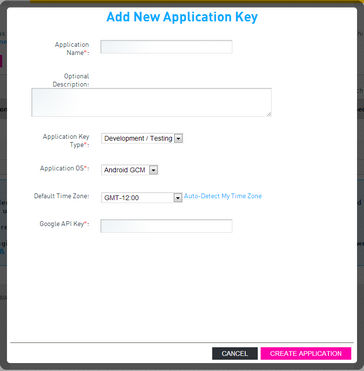 Add New Application Key
Application
Name*:
Optional
Description:
Application Key
Type*:
Development / Testing
Application OS*:
Android GCM
Default Time Zone:
GMT-12:00
Auto-Detect My Time Zone
Google API Key*:
CANCEL
CREATE APPLICATION